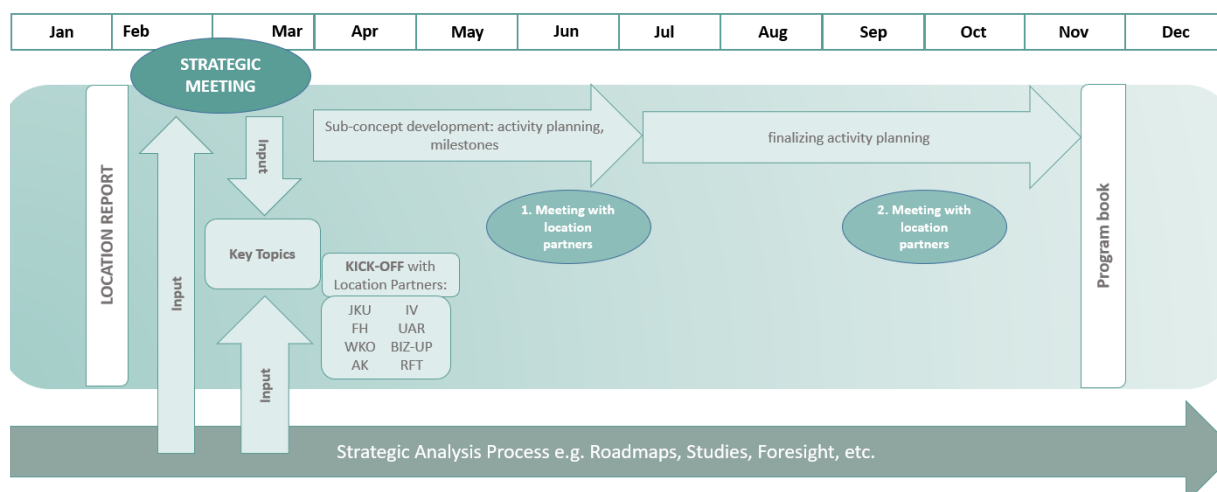 Jan Feb Mar Apr May Jun Jul Aug Sep Oct Nov Dec
STRATEGIC
MEETING
LOCATION REPORT
Input
Input
Sub-concept development: activity planning,
milestones
finalizing activity planning
1. Meeting with
location
partners
2. Meeting with
location
partners
Program book
Key Topics
KICK-OFF with
Location Partners:
JKU IV
FH UAR
WKO BIZ-UP
AK RFT
Input
Strategic Analysis Process e.g. Roadmaps, Studies, Foresight, etc.